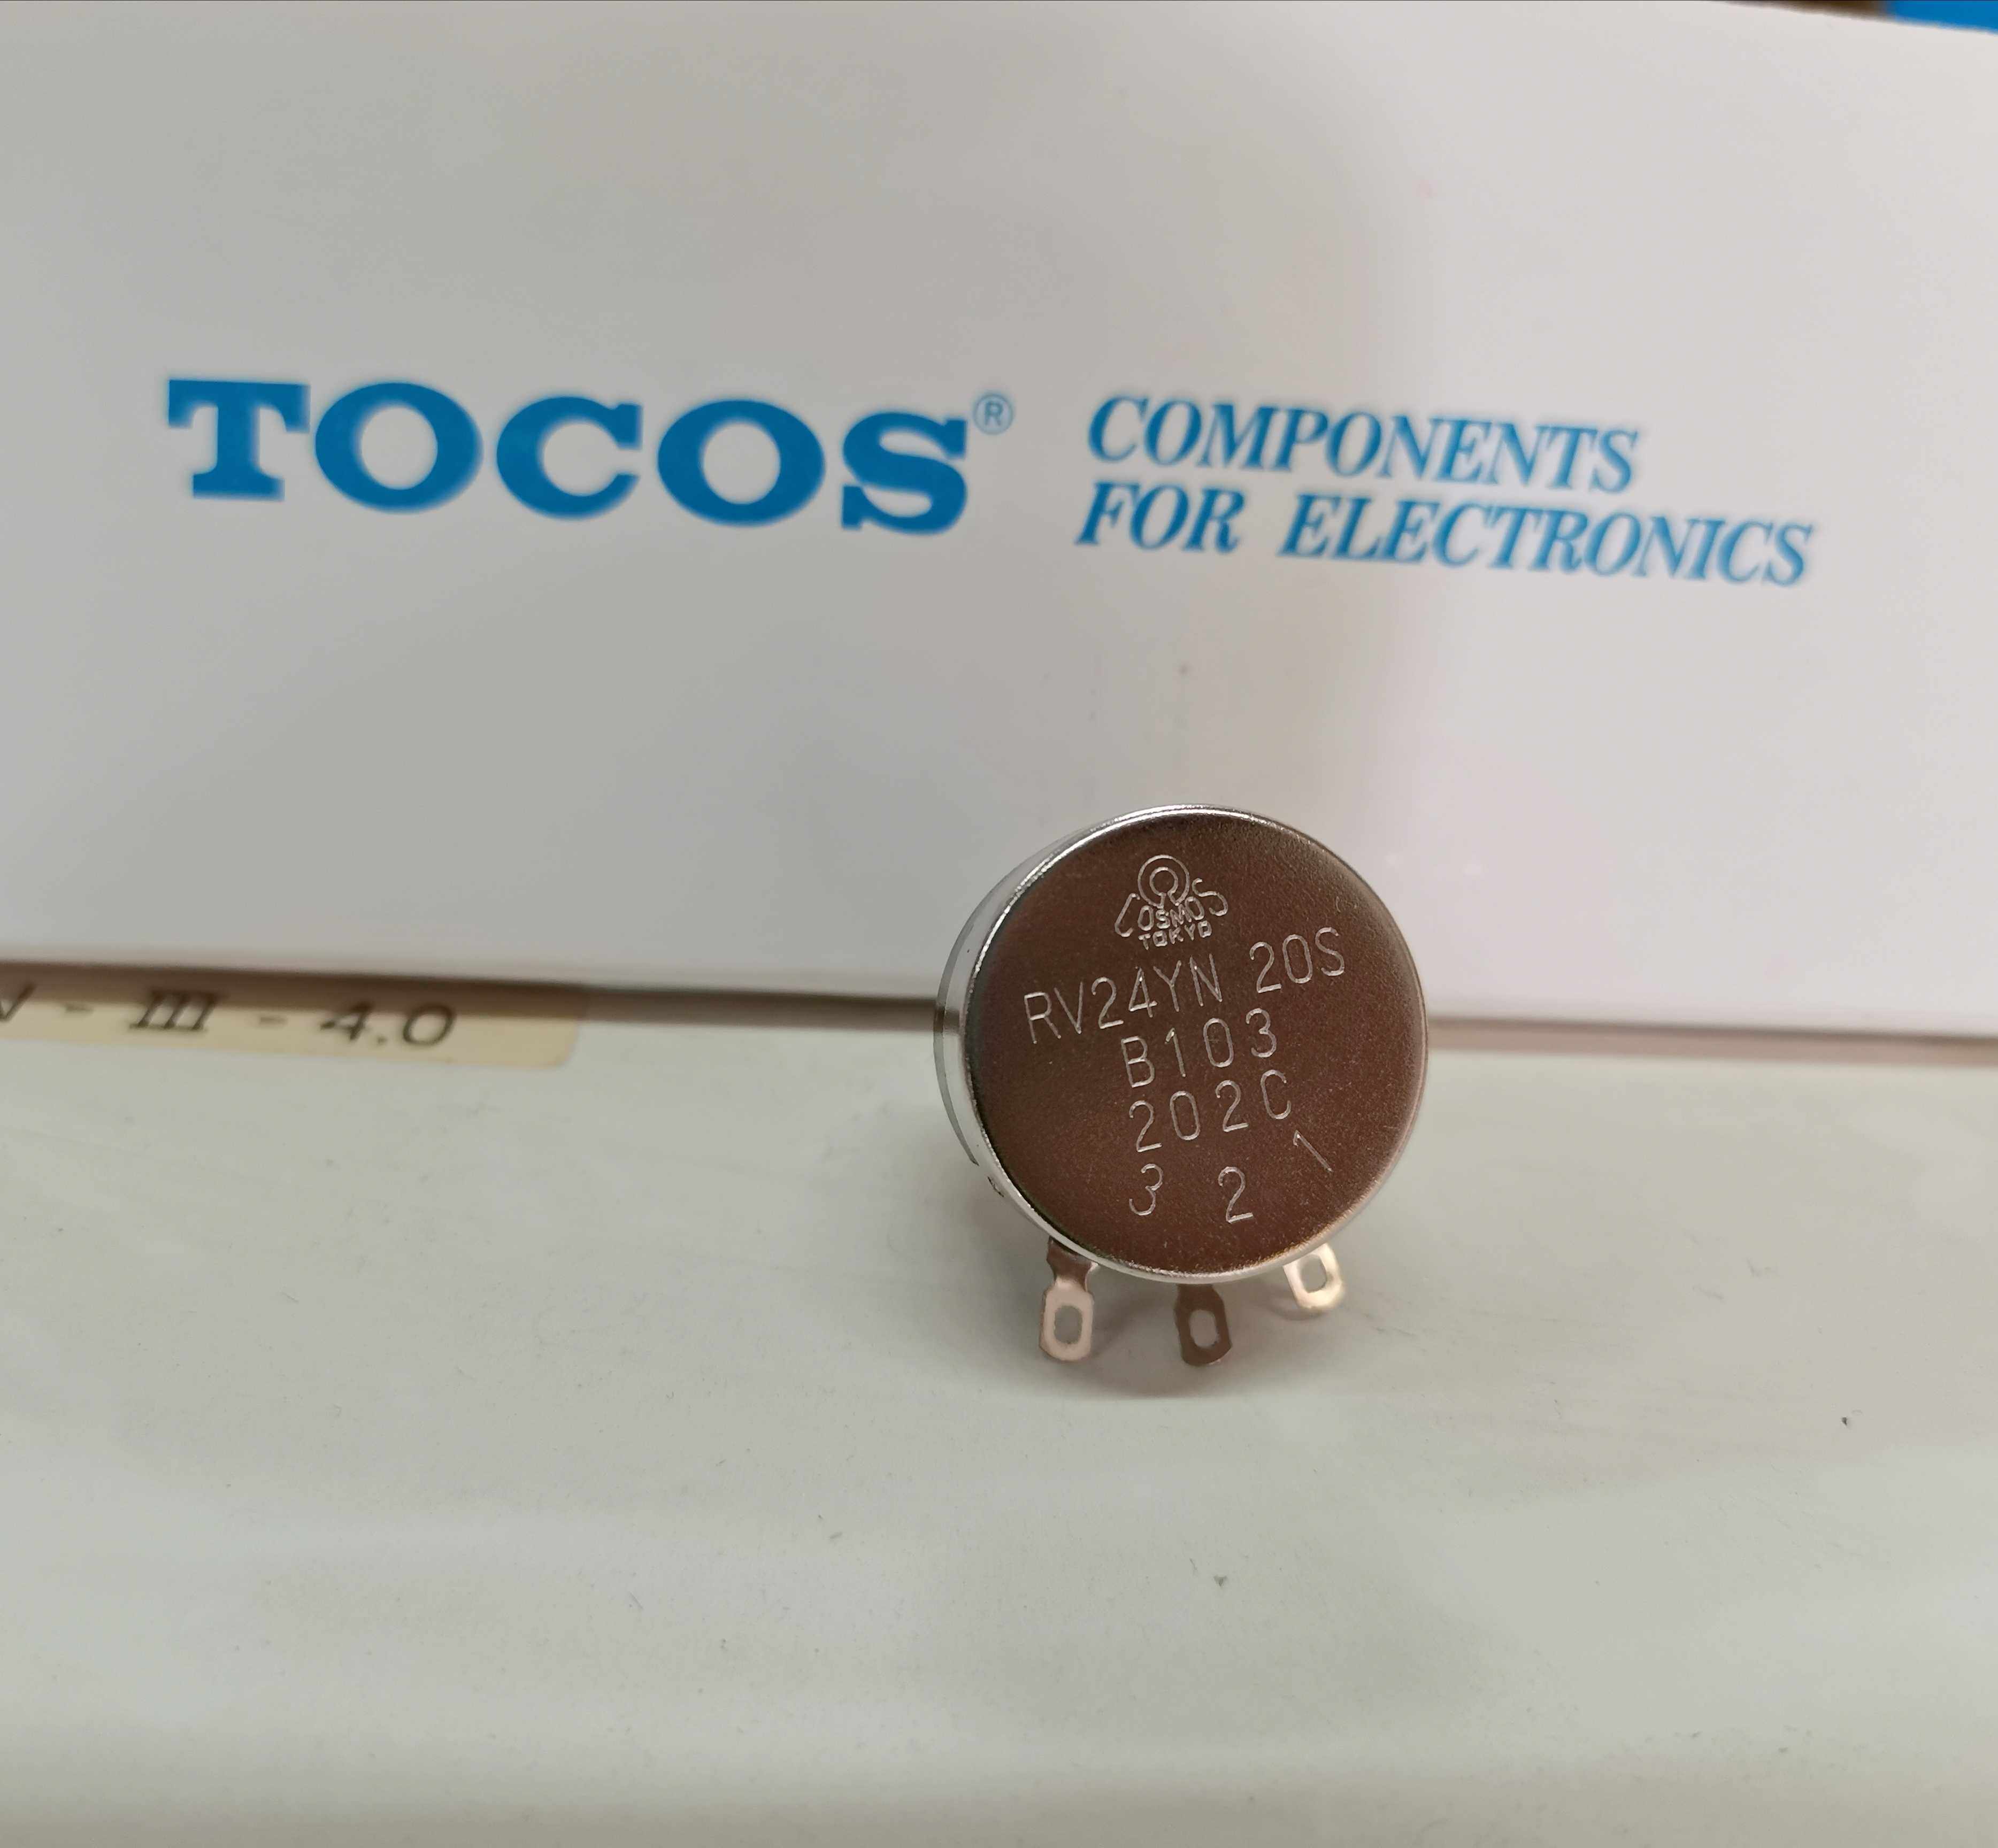 TOCOS® COMPONENTS
FOR ELECTRONICS
- III - 4.0
COSMOS
TOKYO
RV24YN 20S
B103
202C
3 2 1